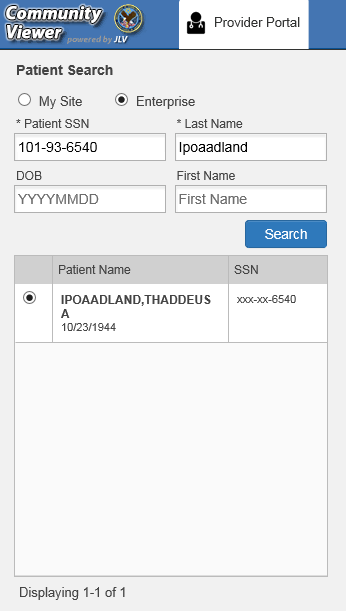 Community
Viewer
powered by JLV
Provider Portal
Patient Search
My Site Enterprise
* Patient SSN * Last Name
101-93-6540 Ipoaadland
DOB First Name
YYYYMMDD First Name
Search
Patient Name SSN
IPOAADLAND,THADDEUS xxx-xx-6540
A
10/23/1944
Displaying 1-1 of 1